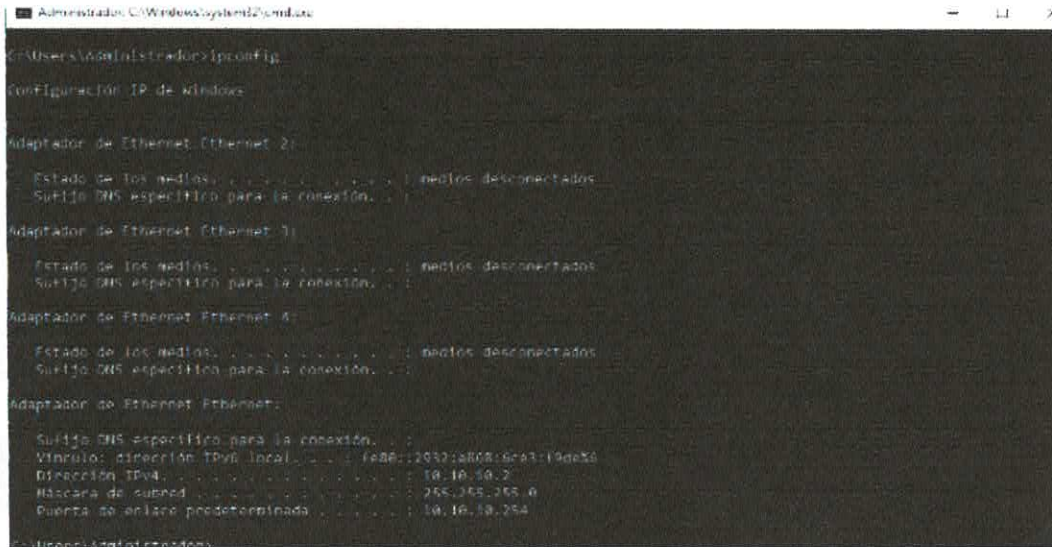 Administrador: C:\Windows\system32\cmd.exe
C:\Users\Administrador>ipconfig
Configuración IP de Windows
Adaptador de Ethernet Ethernet 2:
Estado de los medios. . . . . . . . . . . : medios desconectados
Sufijo DNS específico para la conexión. . :
Adaptador de Ethernet Ethernet 3:
Estado de los medios. . . . . . . . . . . : medios desconectados
Sufijo DNS específico para la conexión. . :
Adaptador de Ethernet Ethernet 4:
Estado de los medios. . . . . . . . . . . : medios desconectados
Sufijo DNS específico para la conexión. . :
Adaptador de Ethernet Ethernet:
Sufijo DNS específico para la conexión. . :
Vínculo: dirección IPv6 local. . . :
Dirección IPv4. . . . . . . . . . . . . . : 10.10.10.2
Máscara de subred . . . . . . . . . . . . : 255.255.255.0
Puerta de enlace predeterminada . . . . . : 10.10.10.254
C:\Users\Administrador>